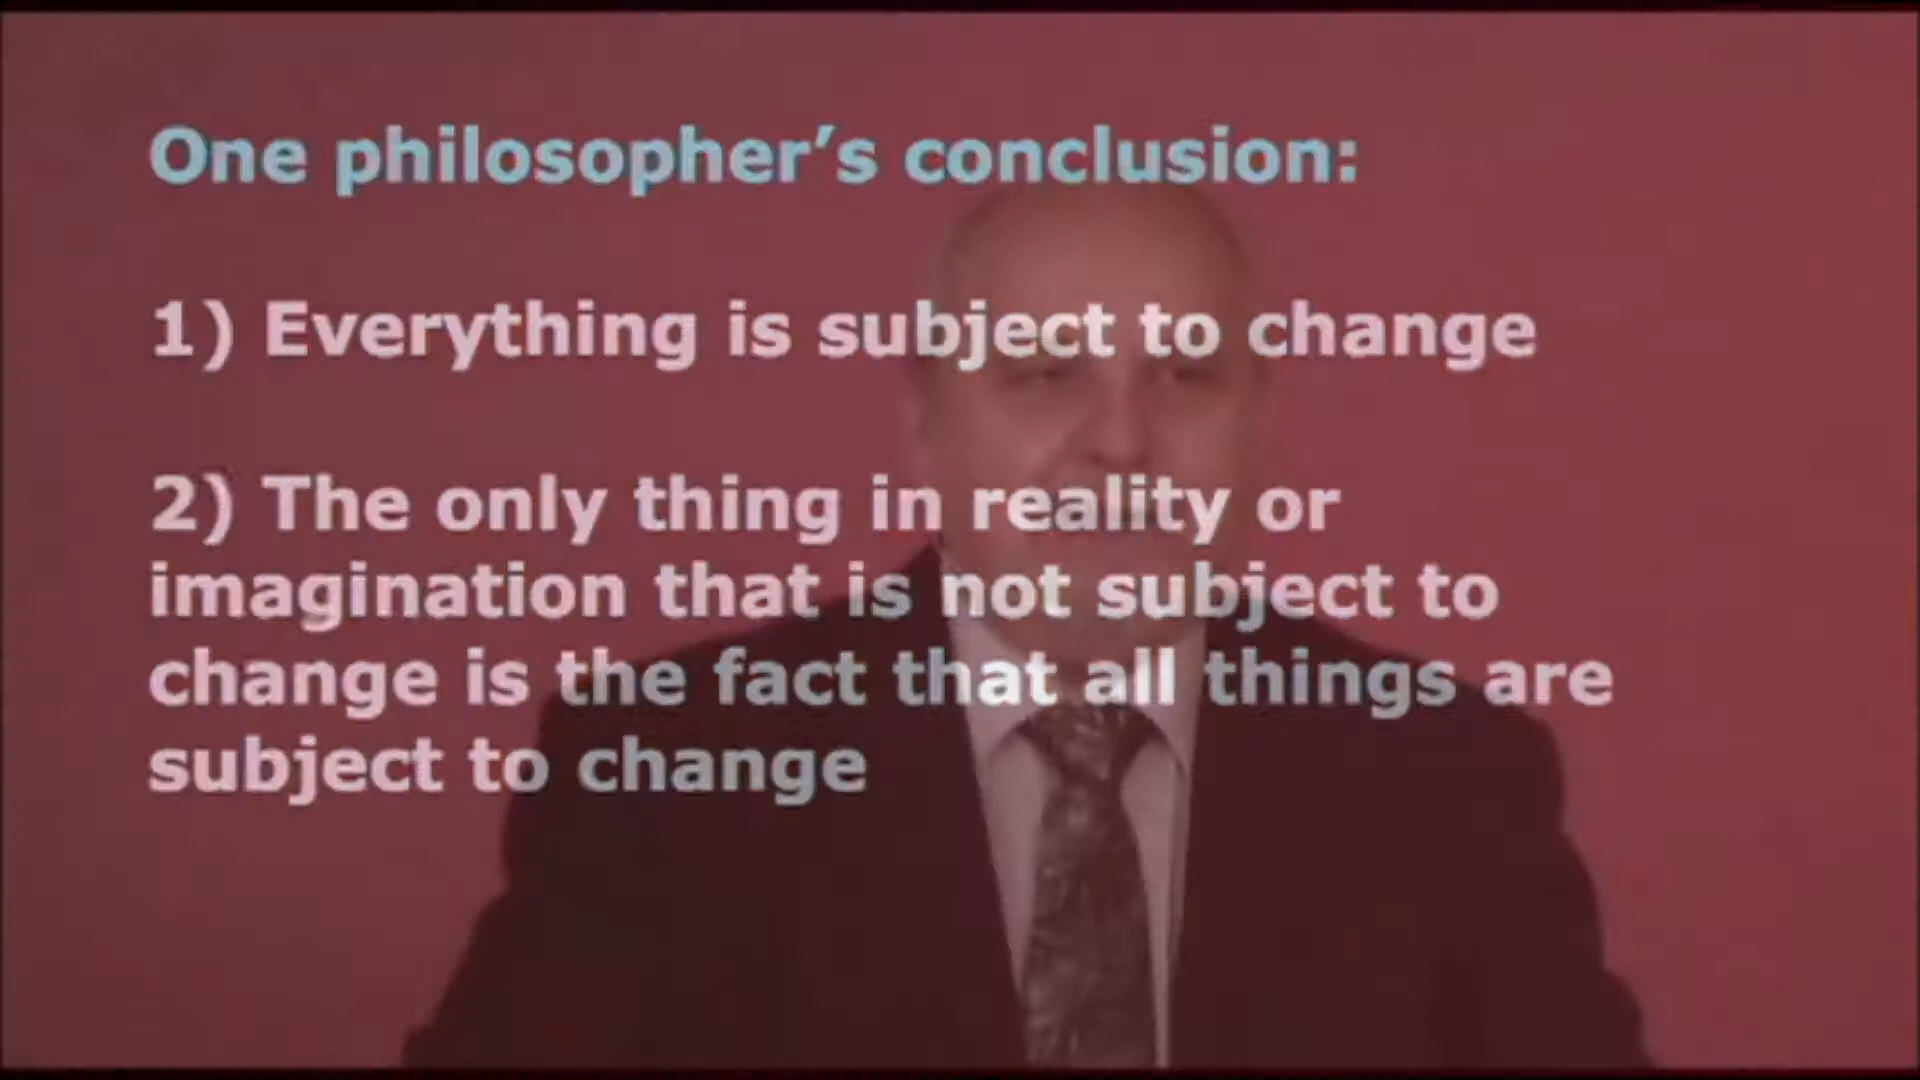 One philosopher’s conclusion:
1) Everything is subject to change
2) The only thing in reality or
imagination that is not subject to
change is the fact that all things are
subject to change